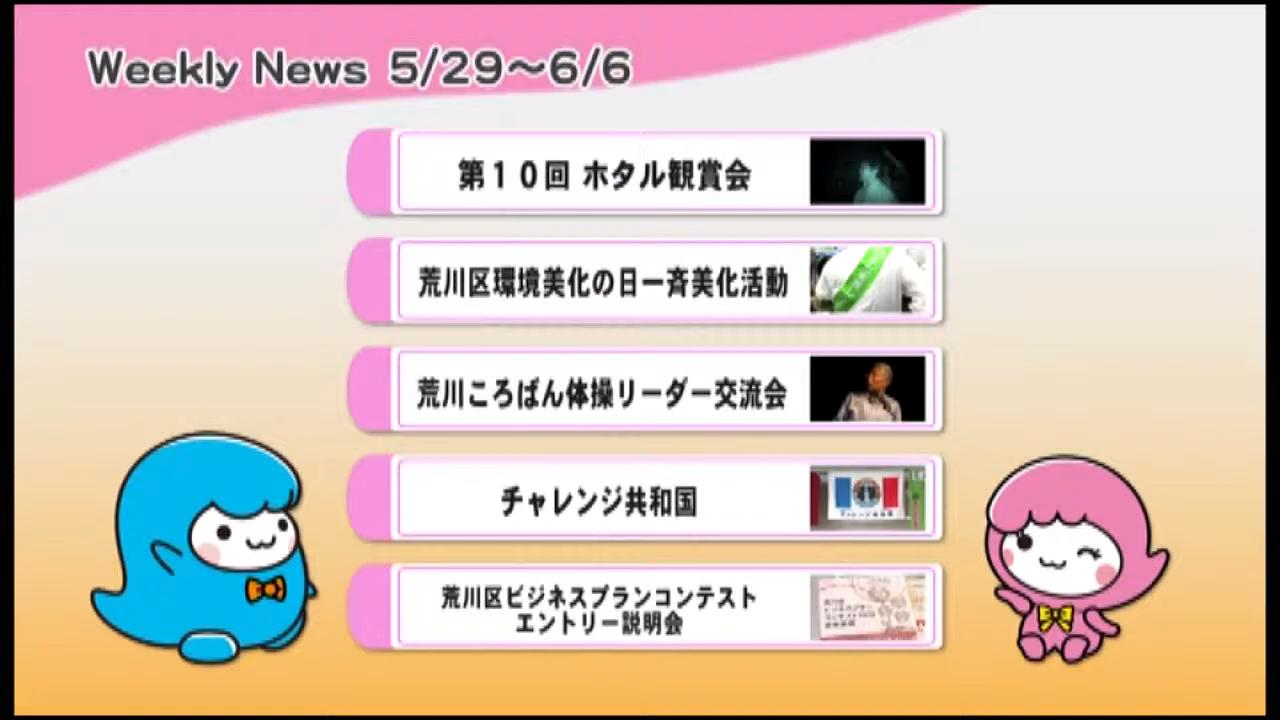 Weekly News 5/29～6/6
第１０回 ホタル観賞会
荒川区環境美化の日一斉美化活動
荒川ころばん体操リーダー交流会
チャレンジ共和国
荒川区ビジネスプランコンテスト
エントリー説明会